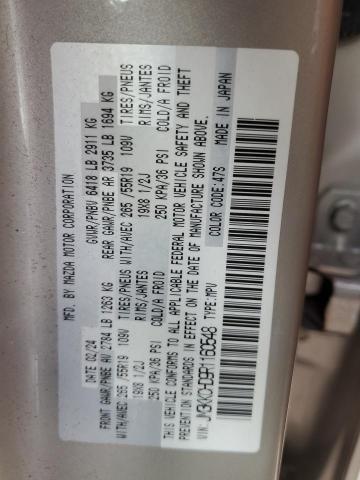 MFD. BY MAZDA MOTOR CORPORATION
DATE: 02/24 GVWR/PNBV 6418 LB 2911 KG
FRONT GAWR/PNBE AV 2784 LB 1263 KG REAR GAWR/PNBE AR 3735 LB 1694 KG
WITH/AVEC 265 /55R19 109V TIRES/PNEUS WITH/AVEC 265 /55R19 109V TIRES/PNEUS
19X8 1/2J RIMS/JANTES 19X8 1/2J RIMS/JANTES
250 KPA/36 PSI COLD/A FROID 250 KPA/36 PSI COLD/A FROID
THIS VEHICLE CONFORMS TO ALL APPLICABLE FEDERAL MOTOR VEHICLE SAFETY AND THEFT
PREVENTION STANDARDS IN EFFECT ON THE DATE OF MANUFACTURE SHOWN ABOVE.
COLOR CODE: 47S
VIN: TYPE: MPV MADE IN JAPAN